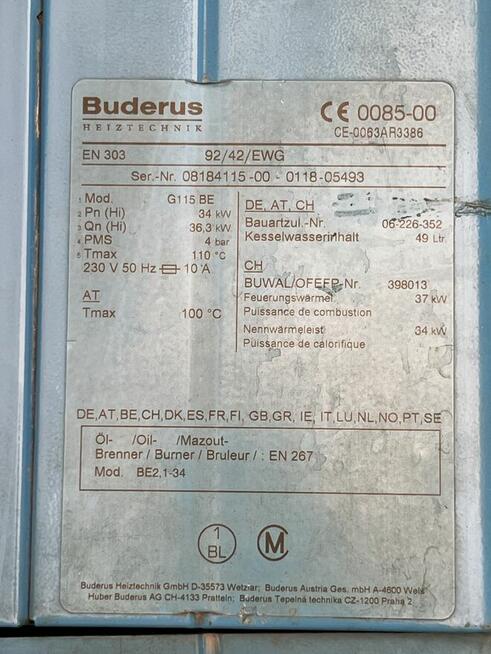 Buderus
HEIZTECHNIK
CE 0085-00
CE-0063AR3386
EN 303 92/42/EWG
Ser.-Nr. 08184115-00 - 0118-05493
1 Mod. G115 BE
2 Pn (Hi) 34 kW
3 Qn (Hi) 36,3 kW
4 PMS 4 bar
5 Tmax 110 °C
230 V 50 Hz 10 A
AT
Tmax 100 °C
DE, AT, CH
Bauartzul.-Nr. 06-226-352
Kesselwasserinhalt 49 Ltr.
CH
BUWAL/OFEFP-Nr. 398013
Feuerungswärmel. 37 kW
Puissance de combustion
Nennwärmeleist 34 kW
Puissance de calorifique
DE,AT,BE,CH,DK,ES,FR,FI, GB,GR, IE, IT,LU,NL,NO,PT,SE
Öl- /Oil- /Mazout-
Brenner / Burner / Bruleur / : EN 267
Mod. BE2,1-34
1
BL
M
Buderus Heiztechnik GmbH D-35573 Wetzlar; Buderus Austria Ges. mbH A-4600 Wels
Huber Buderus AG CH-4133 Pratteln; Buderus Tepelná technika CZ-1200 Praha 2